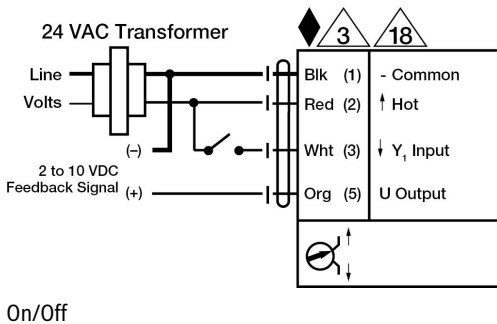 24 VAC Transformer
3 18
Line
Volts
Blk (1) - Common
Red (2) ↑ Hot
(–)
Wht (3) ↓ Y₁ Input
2 to 10 VDC
Feedback Signal (+)
Org (5) U Output
On/Off